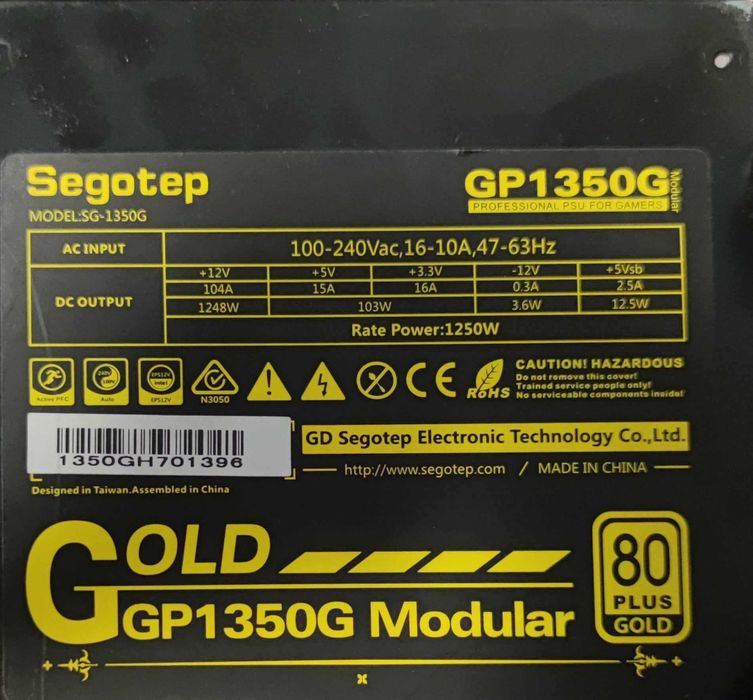 Segotep
GP1350G Modular
PROFESSIONAL PSU FOR GAMERS
MODEL:SG-1350G
AC INPUT 100-240Vac,16-10A,47-63Hz
DC OUTPUT +12V +5V +3.3V -12V +5Vsb
104A 15A 16A 0.3A 2.5A
1248W 103W 3.6W 12.5W
Rate Power:1250W
Active PFC
240V
100V
Auto
EPS12V
intel
EPS12V
N3050
CE
RoHS
CAUTION! HAZARDOUS
Do not remove this cover!
Trained service people only!
No serviceable components inside!
1350GH701396
GD Segotep Electronic Technology Co.,Ltd.
http://www.segotep.com / MADE IN CHINA
Designed in Taiwan.Assembled in China
GOLD
GP1350G Modular
80
PLUS
GOLD